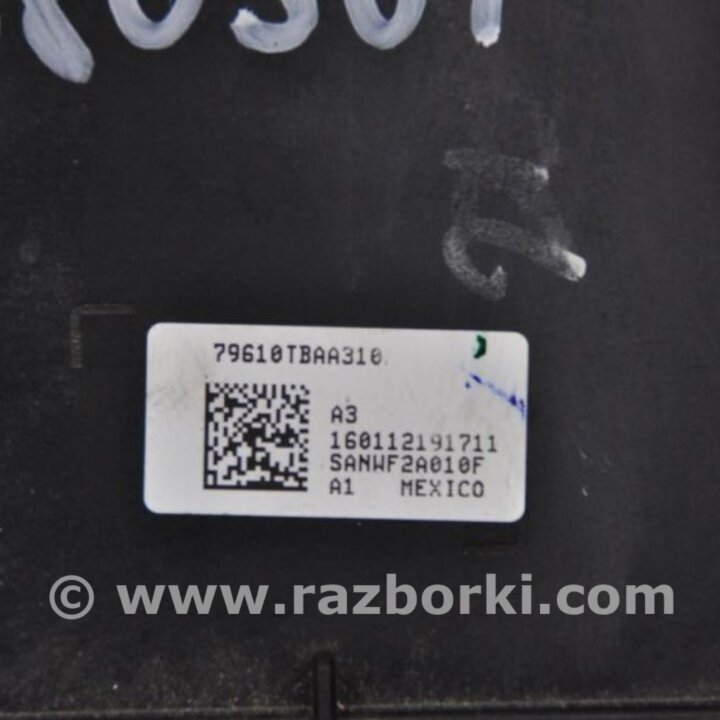 79610TBAA310
A3
160112191711
SANWF2A010F
A1 MEXICO
© www.razborki.com